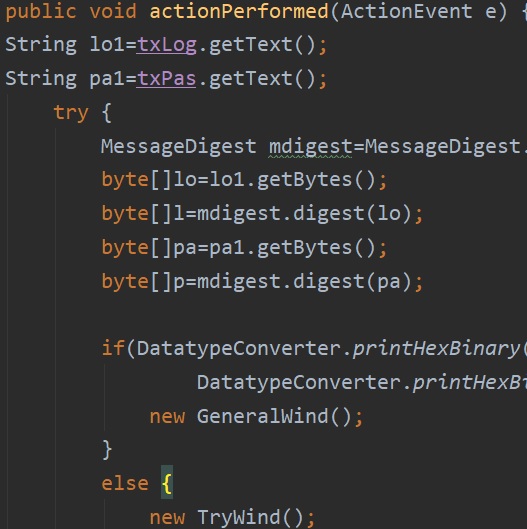 public void actionPerformed(ActionEvent e) {
String lo1=txLog.getText();
String pa1=txPas.getText();
try {
MessageDigest mdigest=MessageDigest.
byte[]lo=lo1.getBytes();
byte[]l=mdigest.digest(lo);
byte[]pa=pa1.getBytes();
byte[]p=mdigest.digest(pa);
if(DatatypeConverter.printHexBinary(
DatatypeConverter.printHexBi
new GeneralWind();
}
else {
new TryWind();